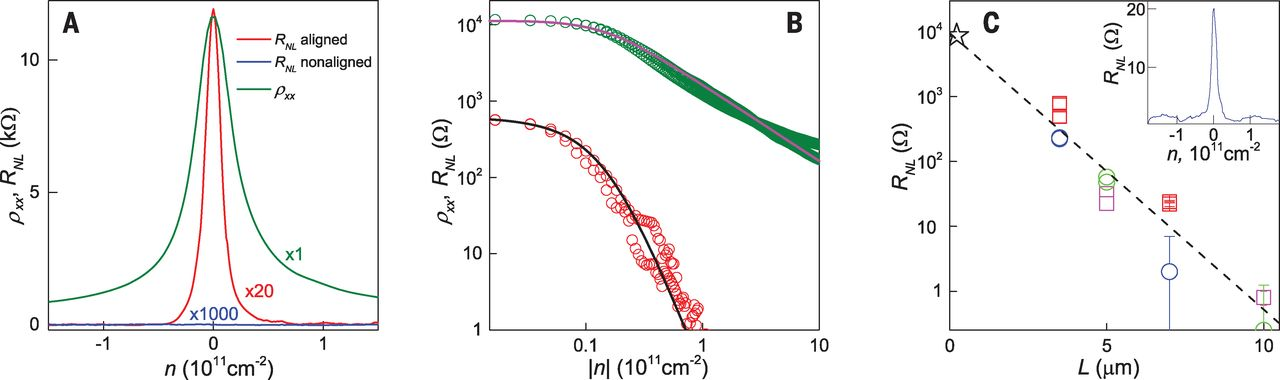 A
R_NL aligned
R_NL nonaligned
ρ_xx
ρ_xx, R_NL (kΩ)
10
5
0
x1
x20
x1000
-1
0
1
n (10^11cm^-2)
B
ρ_xx, R_NL (Ω)
10^4
10^3
10^2
10
1
0.1
1
10
|n| (10^11cm^-2)
C
R_NL (Ω)
10^4
10^3
10^2
10
1
0
5
10
L (μm)
R_NL (Ω)
20
10
-1
0
1
n, 10^11cm^-2